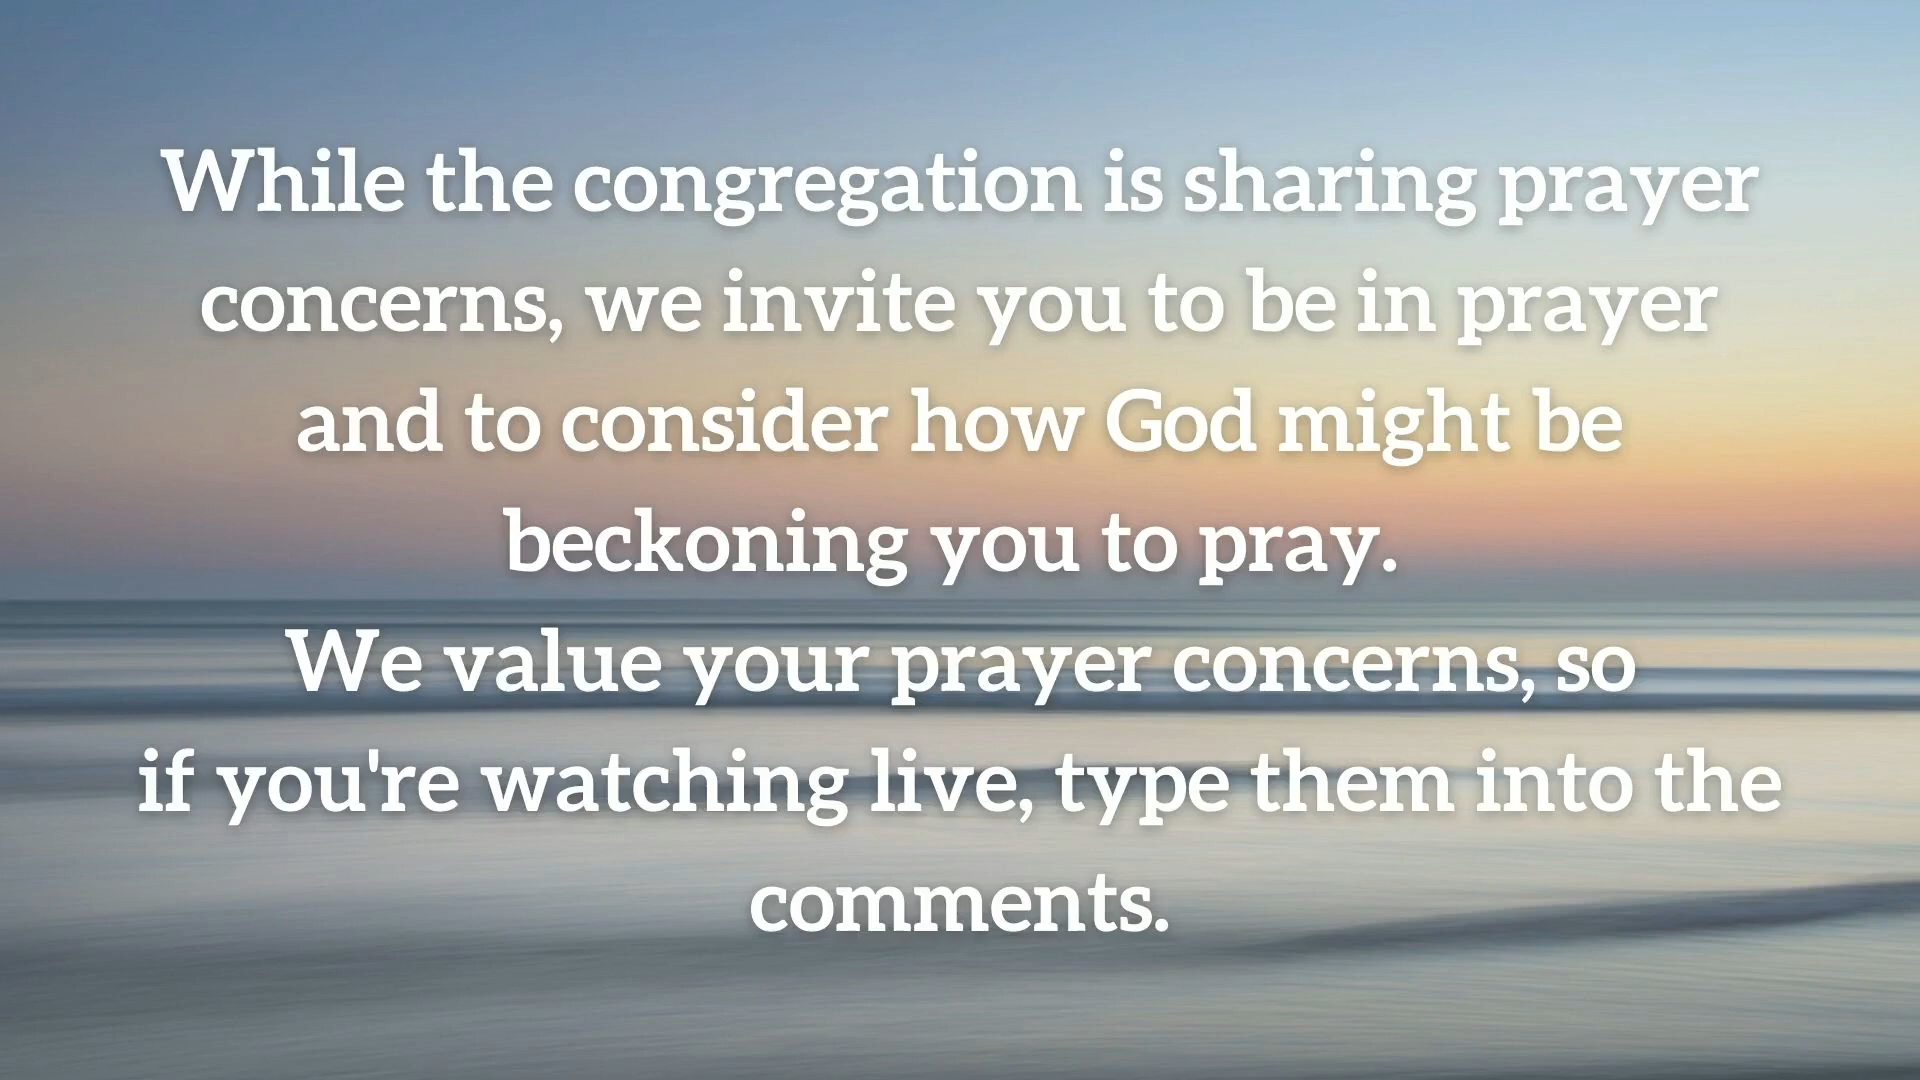 While the congregation is sharing prayer
concerns, we invite you to be in prayer
and to consider how God might be
beckoning you to pray.
We value your prayer concerns, so
if you're watching live, type them into the
comments.